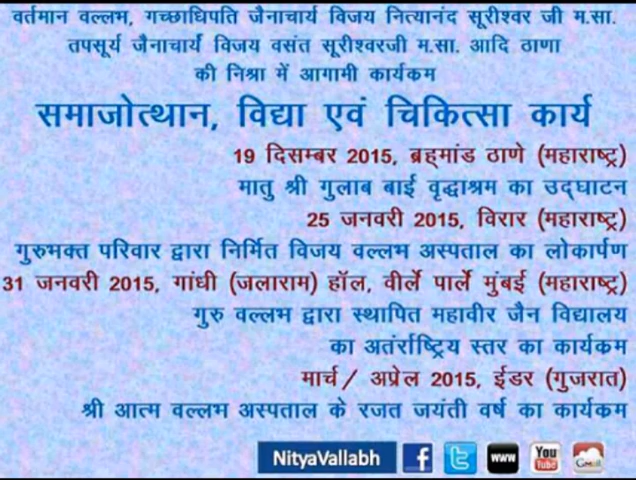 वर्तमान वल्लभ, गच्छाधिपति जैनाचार्य विजय नित्यानंद सूरीश्वर जी म.सा.
तपसूर्य जैनाचार्य विजय वसंत सूरीश्वरजी म.सा. आदि ठाणा
की निश्रा में आगामी कार्यकम
समाजोत्थान, विद्या एवं चिकित्सा कार्य
19 दिसम्बर 2015, ब्रह्मांड ठाणे (महाराष्ट्र)
मातु श्री गुलाब बाई वृद्धाश्रम का उद्घाटन
25 जनवरी 2015, विरार (महाराष्ट्र)
गुरुभक्त परिवार द्वारा निर्मित विजय वल्लभ अस्पताल का लोकार्पण
31 जनवरी 2015, गांधी (जलाराम) हॉल, वीर्ले पार्ले मुंबई (महाराष्ट्र)
गुरु वल्लभ द्वारा स्थापित महावीर जैन विद्यालय
का अतंर्राष्ट्रिय स्तर का कार्यकम
मार्च / अप्रेल 2015, ईडर (गुजरात)
श्री आत्म वल्लभ अस्पताल के रजत जयंती वर्ष का कार्यकम
NityaVallabh f t www You Tube Gmail